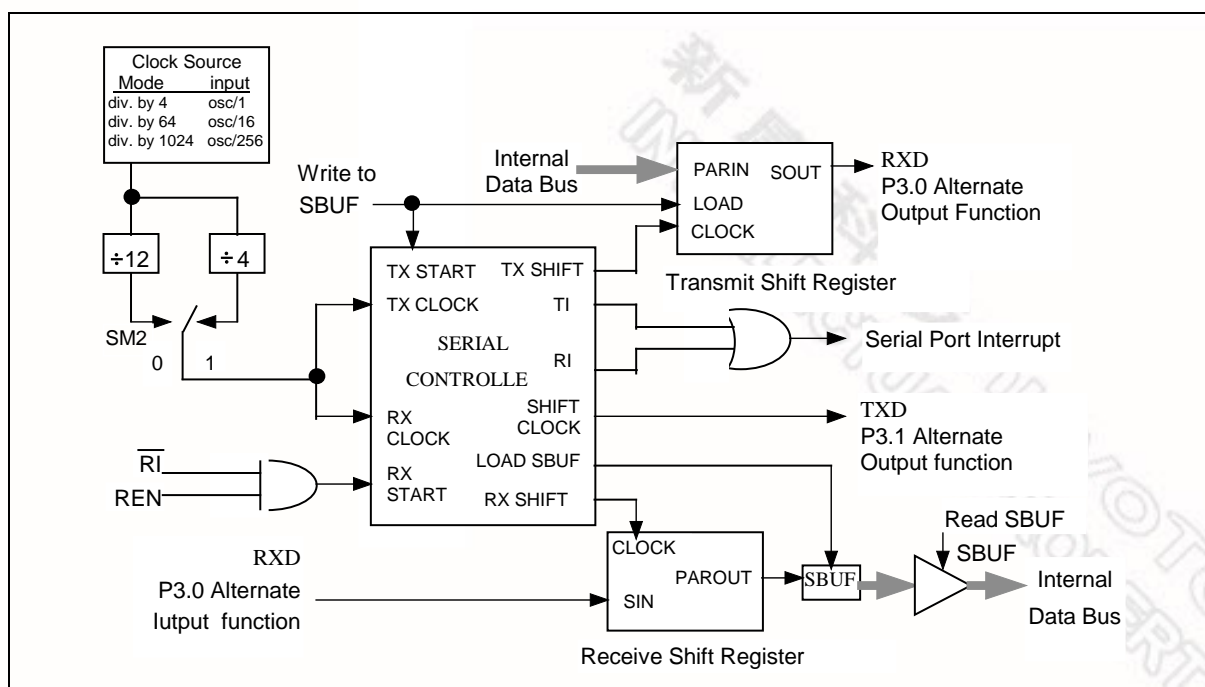 Clock Source
Mode input
div. by 4 osc/1
div. by 64 osc/16
div. by 1024 osc/256
÷12
÷4
SM2
0 1
Write to
SBUF
Internal
Data Bus
PARIN
SOUT
LOAD
CLOCK
RXD
P3.0 Alternate
Output Function
Transmit Shift Register
TX START
TX SHIFT
TX CLOCK
TI
SERIAL
CONTROLLE
RI
SHIFT
CLOCK
RX
CLOCK
LOAD SBUF
RX
START
RX SHIFT
Serial Port Interrupt
TXD
P3.1 Alternate
Output function
RI
REN
RXD
P3.0 Alternate
Iutput function
CLOCK
PAROUT
SIN
Receive Shift Register
SBUF
Read SBUF
SBUF
Internal
Data Bus